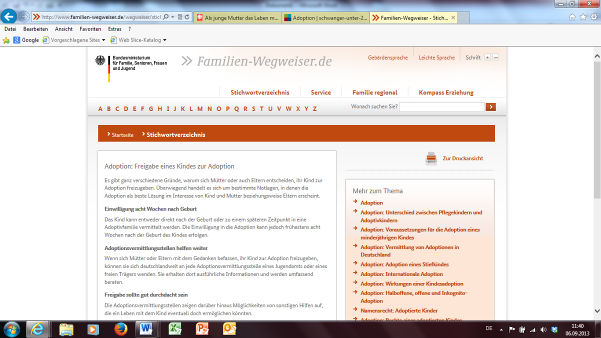 http://www.familien-wegweiser.de/wegweiser/stic
Als junge Mutter das Leben m...
Adoption | schwanger-unter-2...
Familien-Wegweiser - Stich...
Datei Bearbeiten Ansicht Favoriten Extras ?
Google Vorgeschlagene Sites Web Slice-Katalog
Bundesministerium
für Familie, Senioren, Frauen
und Jugend
Familien-Wegweiser.de
Gebärdensprache Leichte Sprache Schrift + -
Stichwortverzeichnis Service Familie regional Kompass Erziehung
A B C D E F G H I J K L M N O P Q R S T U V W X Y Z
Wonach suchen Sie?
Startseite Stichwortverzeichnis
Zur Druckansicht
Adoption: Freigabe eines Kindes zur Adoption
Es gibt ganz verschiedene Gründe, warum sich Mütter oder auch Eltern entscheiden, ihr Kind zur
Adoption freizugeben. Überwiegend handelt es sich um bestimmte Notlagen, in denen die
Adoption als beste Lösung im Interesse von Kind und Mutter beziehungsweise Eltern erscheint.
Einwilligung acht Wochen nach Geburt
Das Kind kann entweder direkt nach der Geburt oder zu einem späteren Zeitpunkt in eine
Adoptivfamilie vermittelt werden. Die Einwilligung in die Adoption kann jedoch frühestens acht
Wochen nach der Geburt des Kindes erfolgen.
Adoptionsvermittlungsstellen helfen weiter
Wenn sich Mütter oder Eltern mit dem Gedanken befassen, ihr Kind zur Adoption freizugeben,
können sie sich deutschlandweit an jede Adoptionsvermittlungsstelle eines Jugendamts oder eines
freien Trägers wenden. Sie erhalten dort ausführliche Informationen und werden umfassend
beraten.
Freigabe sollte gut durchdacht sein
Die Adoptionsvermittlungsstellen zeigen darüber hinaus Möglichkeiten von sonstigen Hilfen auf,
die ein Leben mit dem Kind eventuell doch ermöglichen könnten.
Mehr zum Thema
Adoption
Adoption: Unterschied zwischen Pflegekindern und
Adoptivkindern
Adoption: Voraussetzungen für die Adoption eines
minderjährigen Kindes
Adoption: Vermittlung von Adoptionen in
Deutschland
Adoption: Adoption eines Stiefkindes
Adoption: Internationale Adoption
Adoption: Wirkungen einer Kindesadoption
Adoption: Halboffene, offene und Inkognito-
Adoption
Namensrecht: Adoptierte Kinder
DE
11:40
06.09.2013